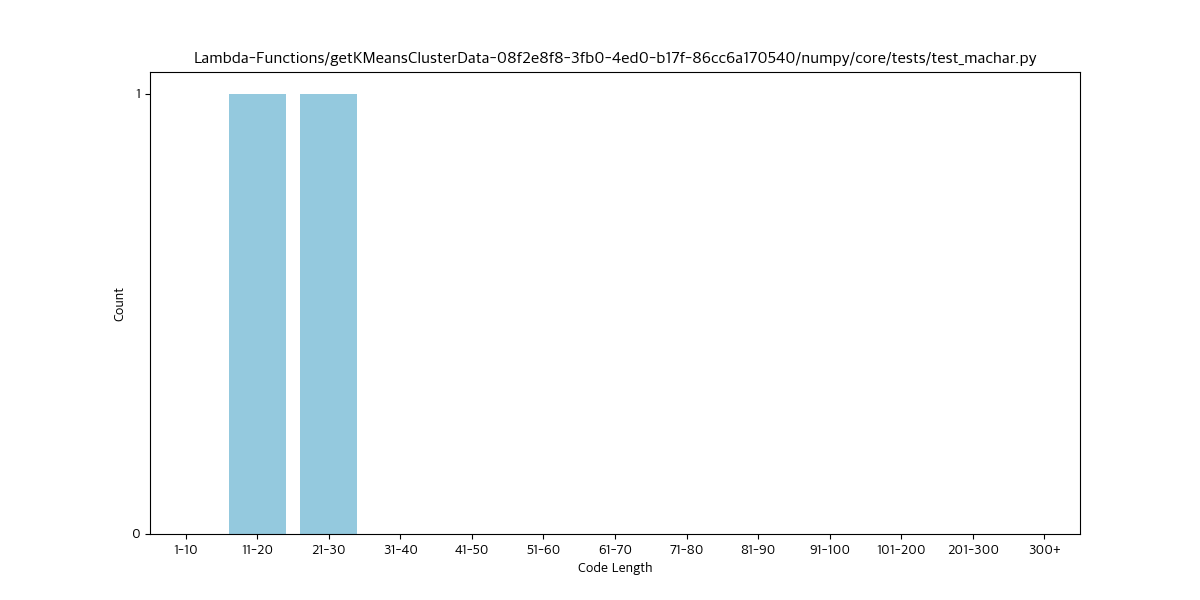 Lambda-Functions/getKMeansClusterData-08f2e8f8-3fb0-4ed0-b17f-86cc6a170540/numpy/core/tests/test_machar.py
1
Count
0
1-10 11-20 21-30 31-40 41-50 51-60 61-70 71-80 81-90 91-100 101-200 201-300 300+
Code Length